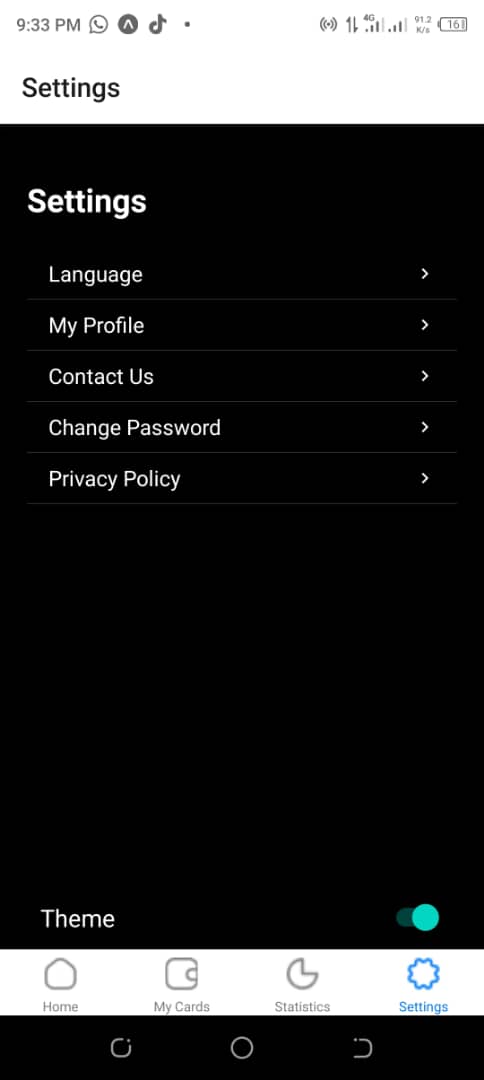 9:33 PM
4G
91.2
K/s
16
Settings
Settings
Language
My Profile
Contact Us
Change Password
Privacy Policy
Theme
Home
My Cards
Statistics
Settings